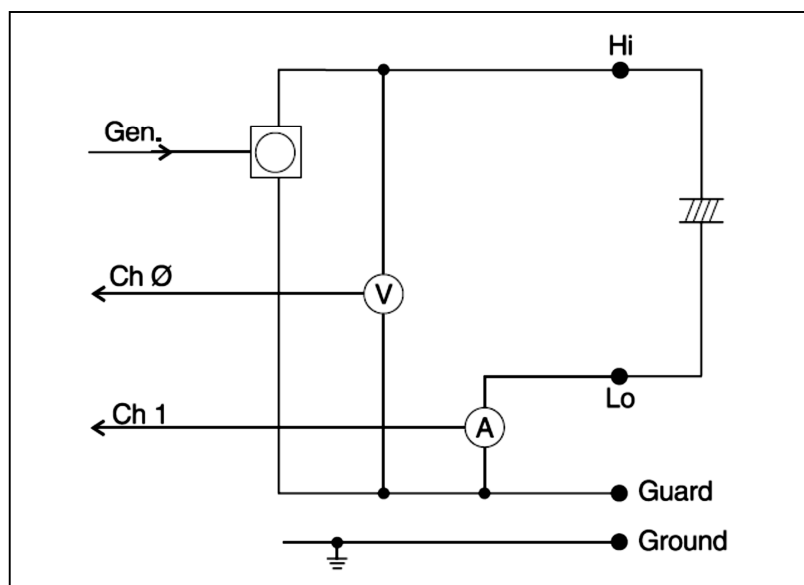 Hi
Gen.
Ch Ø
V
Lo
Ch 1
A
Guard
Ground